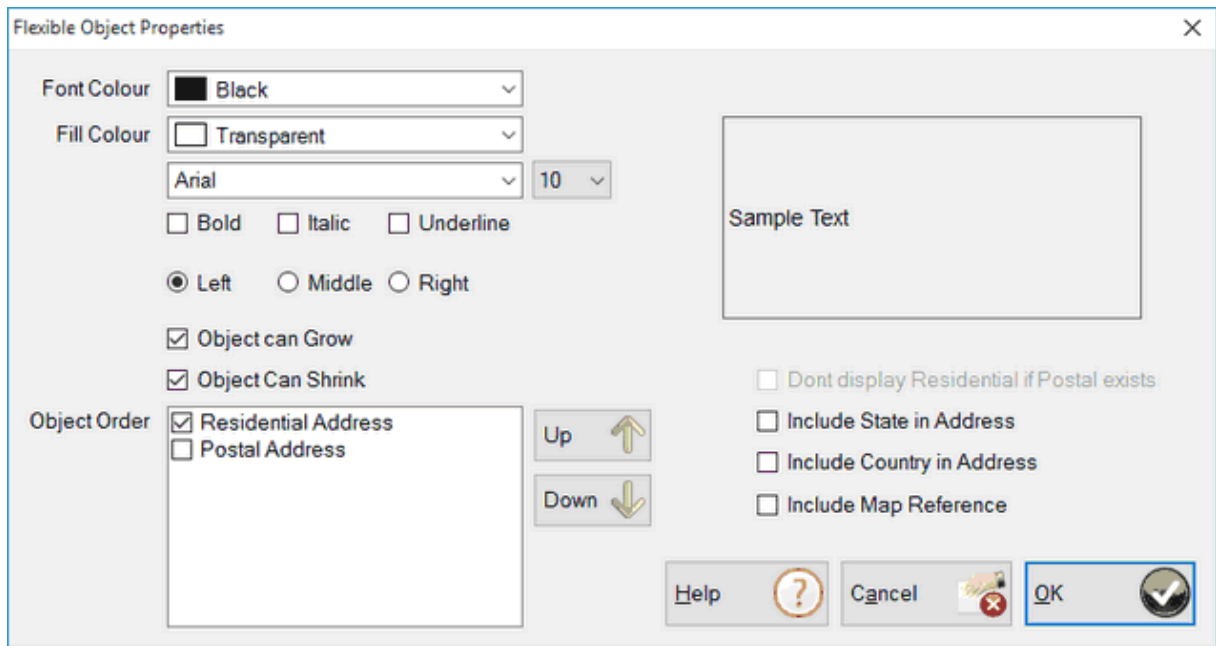 Flexible Object Properties
Font Colour Black
Fill Colour Transparent
Arial 10
Bold Italic Underline
Sample Text
Left Middle Right
Object can Grow
Object Can Shrink
Dont display Residential if Postal exists
Object Order Residential Address
Postal Address
Up
Down
Include State in Address
Include Country in Address
Include Map Reference
Help ? Cancel OK